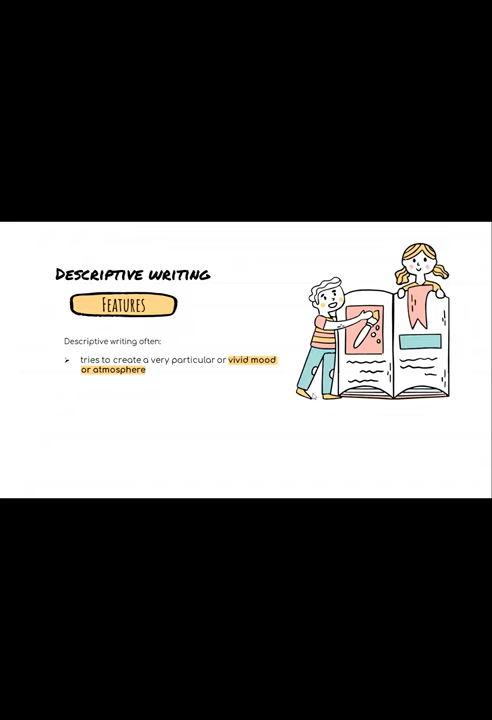 Descriptive writing
Features
Descriptive writing often:
➤ tries to create a very particular or vivid mood
or atmosphere